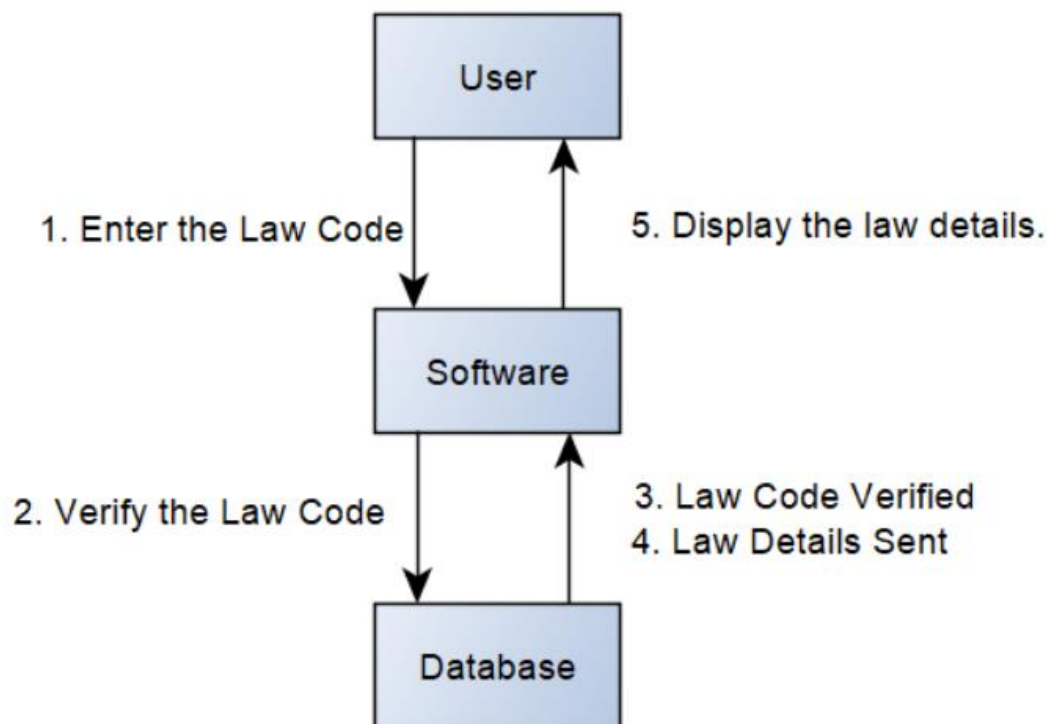 User
1. Enter the Law Code
5. Display the law details.
Software
2. Verify the Law Code
3. Law Code Verified
4. Law Details Sent
Database